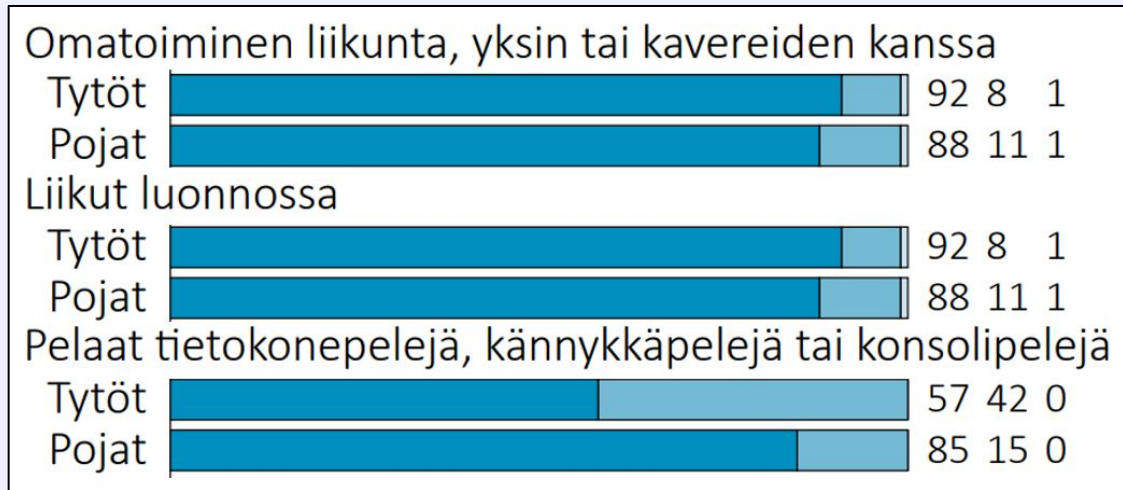 Omatoiminen liikunta, yksin tai kavereiden kanssa
Tytöt 92 8 1
Pojat 88 11 1
Liikut luonnossa
Tytöt 92 8 1
Pojat 88 11 1
Pelaat tietokonepelejä, kännykkäpelejä tai konsolipelejä
Tytöt 57 42 0
Pojat 85 15 0